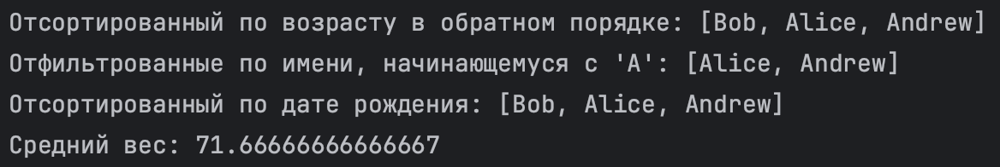 Отсортированный по возрасту в обратном порядке: [Bob, Alice, Andrew]
Отфильтрованные по имени, начинающемуся с 'A': [Alice, Andrew]
Отсортированный по дате рождения: [Bob, Alice, Andrew]
Средний вес: 71.66666666666667